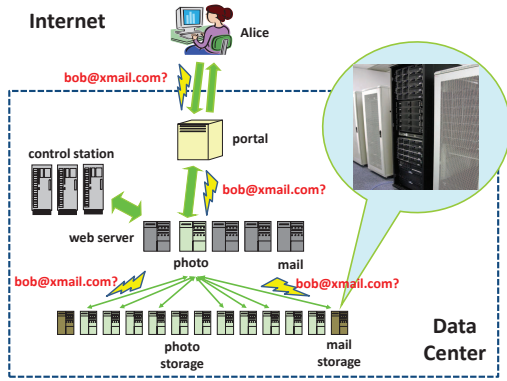 Internet
Alice
bob@xmail.com?
portal
control station
bob@xmail.com?
web server
photo
mail
bob@xmail.com?
bob@xmail.com?
photo
storage
mail
storage
Data
Center